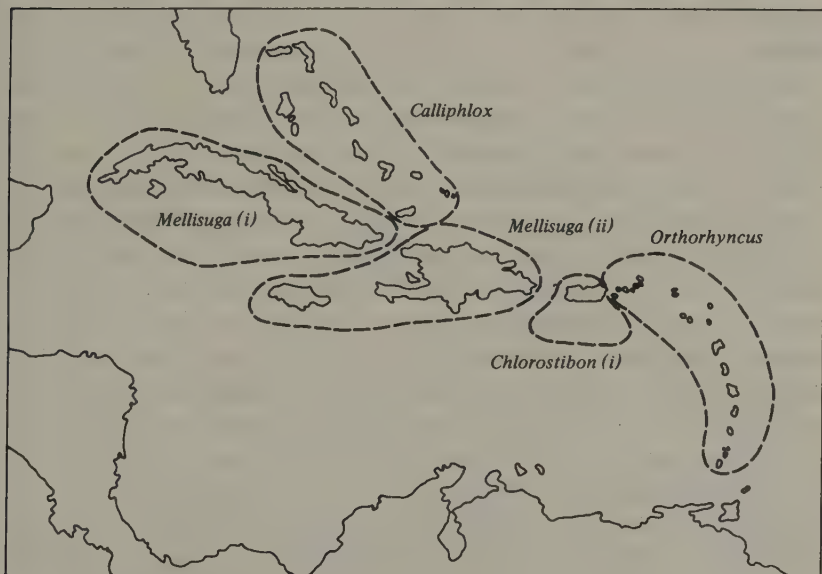 Calliphlox
Mellisuga (i)
Mellisuga (ii)
Orthorhyncus
Chlorostibon (i)